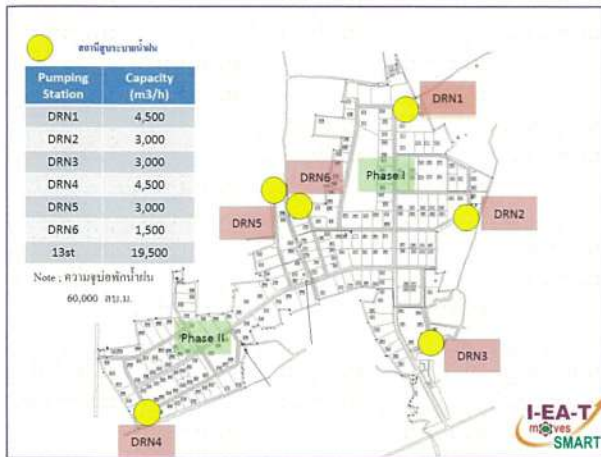 สถานีสูบระบายน้ำฝน
Pumping Station
Capacity (m3/h)
DRN1 4,500
DRN2 3,000
DRN3 3,000
DRN4 4,500
DRN5 3,000
DRN6 1,500
13st 19,500
Note ; ความจุบ่อพักน้ำฝน
60,000 ลบ.ม.
DRN1
Phase I
DRN6
DRN5
DRN2
Phase II
DRN3
DRN4
I-EA-T
moves
SMART